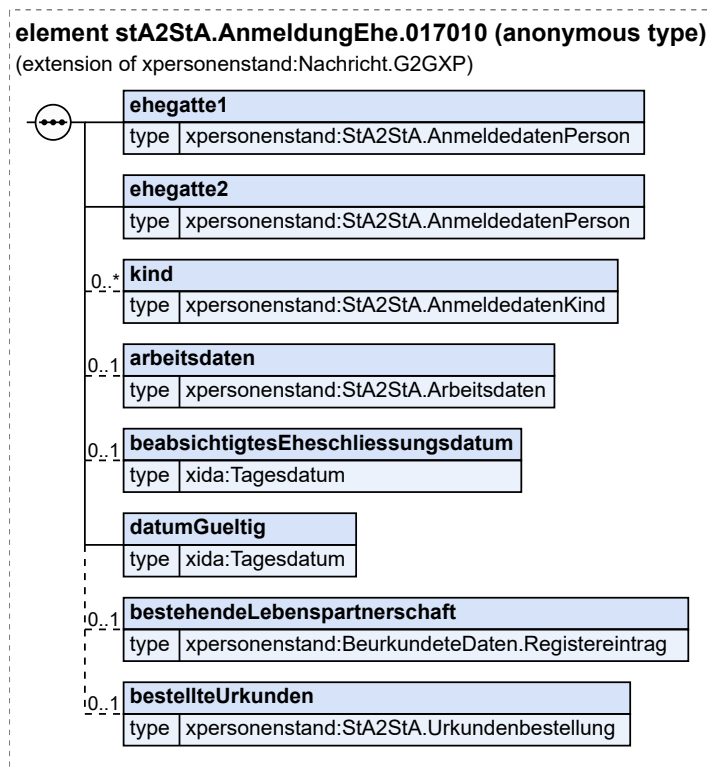 element stA2StA.AnmeldungEhe.017010 (anonymous type)
(extension of xpersonenstand:Nachricht.G2GXP)
ehegatte1
type xpersonenstand:StA2StA.AnmeldedatenPerson
ehegatte2
type xpersonenstand:StA2StA.AnmeldedatenPerson
0..* kind
type xpersonenstand:StA2StA.AnmeldedatenKind
0..1 arbeitsdaten
type xpersonenstand:StA2StA.Arbeitsdaten
0..1 beabsichtigtesEheschliessungsdatum
type xida:Tagesdatum
datumGueltig
type xida:Tagesdatum
0..1 bestehendeLebenspartnerschaft
type xpersonenstand:BeurkundeteDaten.Registereintrag
0..1 bestellteUrkunden
type xpersonenstand:StA2StA.Urkundenbestellung